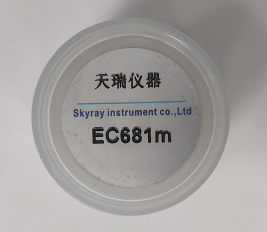 天瑞仪器
Skyray instrument co.,Ltd
EC681m